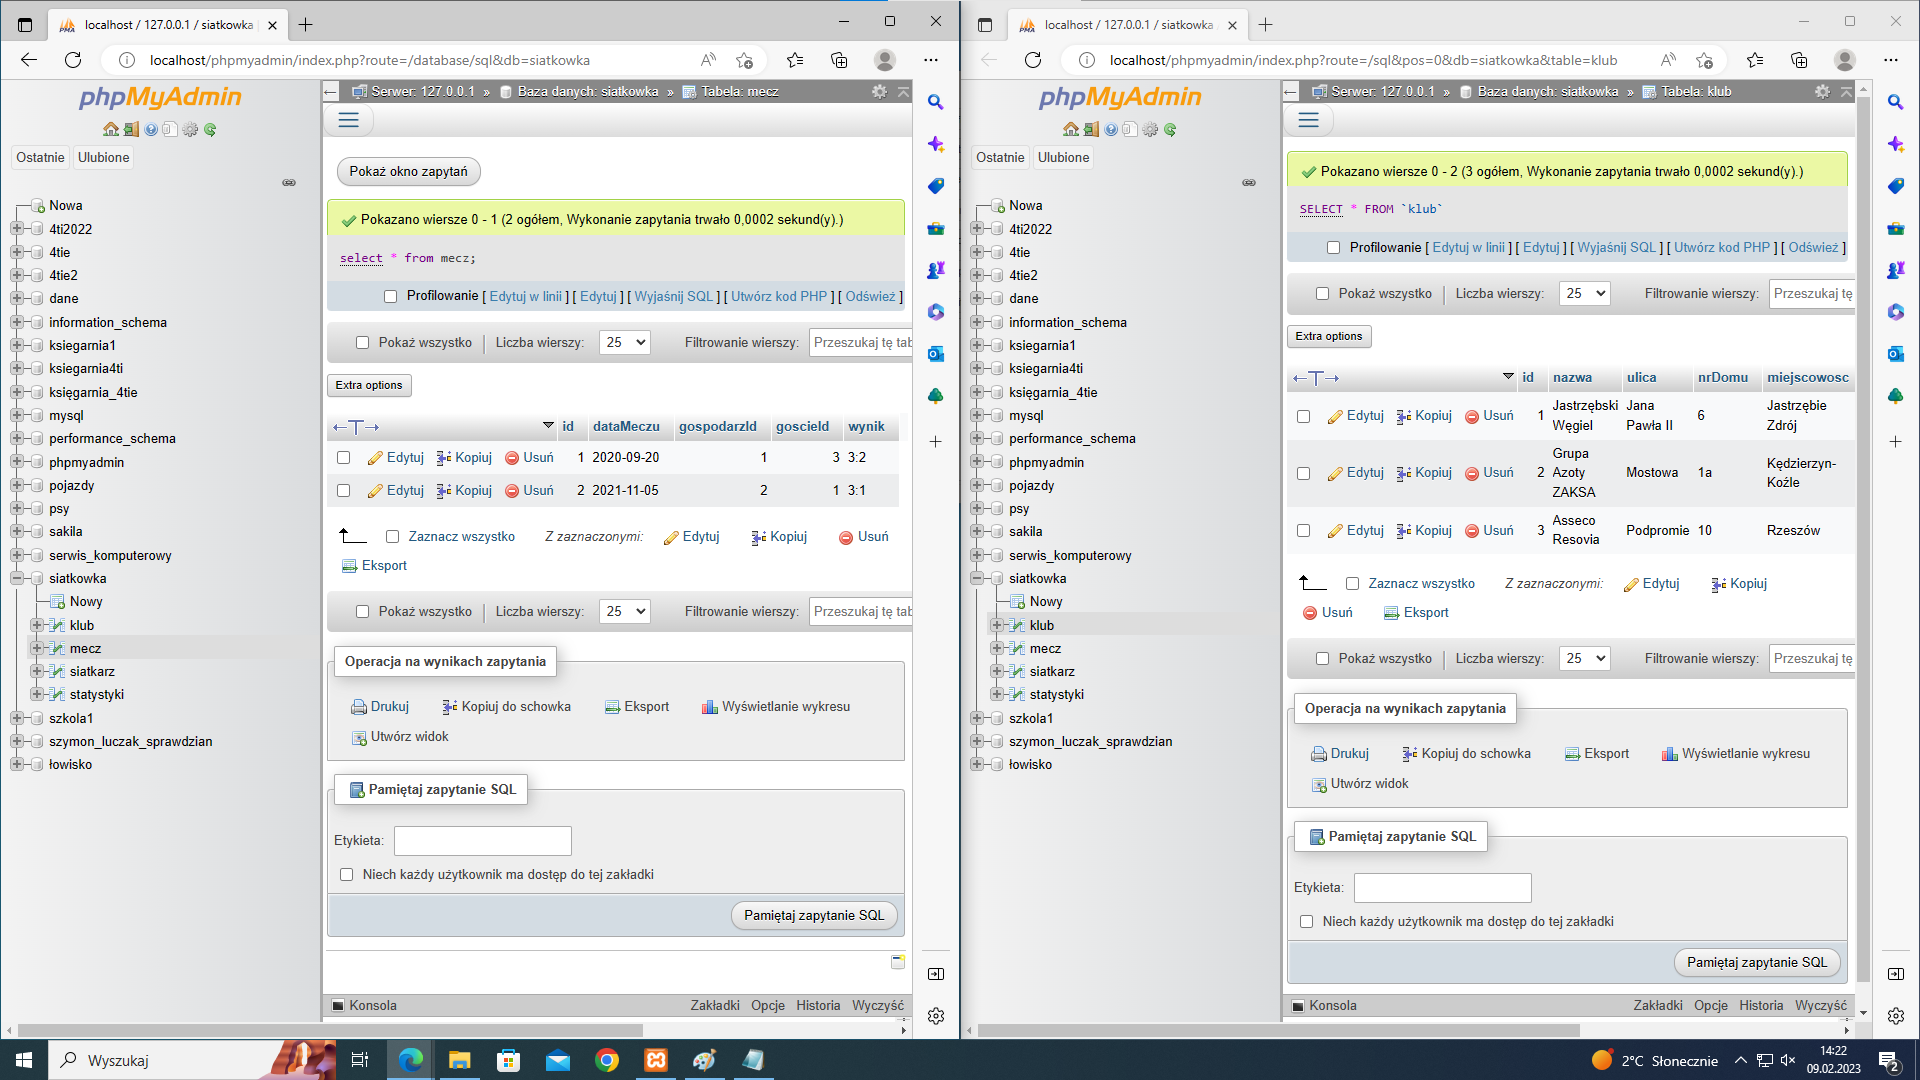 localhost / 127.0.0.1 / siatkowka
localhost/phpmyadmin/index.php?route=/database/sql&db=siatkowka
phpMyAdmin
Ostatnie
Ulubione
Nowa
4ti2022
4tie
4tie2
dane
information_schema
ksiegarnia1
ksiegarnia4ti
księgarnia_4tie
mysql
performance_schema
phpmyadmin
pojazdy
psy
sakila
serwis_komputerowy
siatkowka
Nowy
klub
mecz
siatkarz
statystyki
szkola1
szymon_luczak_sprawdzian
łowisko
Serwer: 127.0.0.1 » Baza danych: siatkowka » Tabela: mecz
Pokaż okno zapytań
Pokazano wiersze 0 - 1 (2 ogółem, Wykonanie zapytania trwało 0,0002 sekund(y).)
select * from mecz;
Profilowanie [ Edytuj w linii ] [ Edytuj ] [ Wyjaśnij SQL ] [ Utwórz kod PHP ] [ Odśwież ]
Pokaż wszystko | Liczba wierszy: 25 Filtrowanie wierszy: Przeszukaj tę tab
Extra options
←T→ id dataMeczu gospodarzId goscieId wynik
Edytuj Kopiuj Usuń 1 2020-09-20 1 3 3:2
Edytuj Kopiuj Usuń 2 2021-11-05 2 1 3:1
Zaznacz wszystko Z zaznaczonymi: Edytuj Kopiuj Usuń
Eksport
Pokaż wszystko | Liczba wierszy: 25 Filtrowanie wierszy: Przeszukaj tę tab
Operacja na wynikach zapytania
Drukuj Kopiuj do schowka Eksport Wyświetlanie wykresu
Utwórz widok
Pamiętaj zapytanie SQL
Etykieta:
Niech każdy użytkownik ma dostęp do tej zakładki
Pamiętaj zapytanie SQL
Konsola Zakładki Opcje Historia Wyczyść
localhost / 127.0.0.1 / siatkowka
localhost/phpmyadmin/index.php?route=/sql&pos=0&db=siatkowka&table=klub
phpMyAdmin
Ostatnie
Ulubione
Nowa
4ti2022
4tie
4tie2
dane
information_schema
ksiegarnia1
ksiegarnia4ti
księgarnia_4tie
mysql
performance_schema
phpmyadmin
pojazdy
psy
sakila
serwis_komputerowy
siatkowka
Nowy
klub
mecz
siatkarz
statystyki
szkola1
szymon_luczak_sprawdzian
łowisko
Serwer: 127.0.0.1 » Baza danych: siatkowka » Tabela: klub
Pokazano wiersze 0 - 2 (3 ogółem, Wykonanie zapytania trwało 0,0002 sekund(y).)
SELECT * FROM `klub`
Profilowanie [ Edytuj w linii ] [ Edytuj ] [ Wyjaśnij SQL ] [ Utwórz kod PHP ] [ Odśwież ]
Pokaż wszystko | Liczba wierszy: 25 Filtrowanie wierszy: Przeszukaj tę
Extra options
←T→ id nazwa ulica nrDomu miejscowosc
Edytuj Kopiuj Usuń 1 Jastrzębski Węgiel Jana Pawła II 6 Jastrzębie Zdrój
Edytuj Kopiuj Usuń 2 Grupa Azoty ZAKSA Mostowa 1a Kędzierzyn-Koźle
Edytuj Kopiuj Usuń 3 Asseco Resovia Podpromie 10 Rzeszów
Zaznacz wszystko Z zaznaczonymi: Edytuj Kopiuj
Usuń Eksport
Pokaż wszystko | Liczba wierszy: 25 Filtrowanie wierszy: Przeszukaj tę
Operacja na wynikach zapytania
Drukuj Kopiuj do schowka Eksport Wyświetlanie wykresu
Utwórz widok
Pamiętaj zapytanie SQL
Etykieta:
Niech każdy użytkownik ma dostęp do tej zakładki
Pamiętaj zapytanie SQL
Konsola Zakładki Opcje Historia Wyczyść
Wyszukaj
2°C Słonecznie
14:22
09.02.2023
2